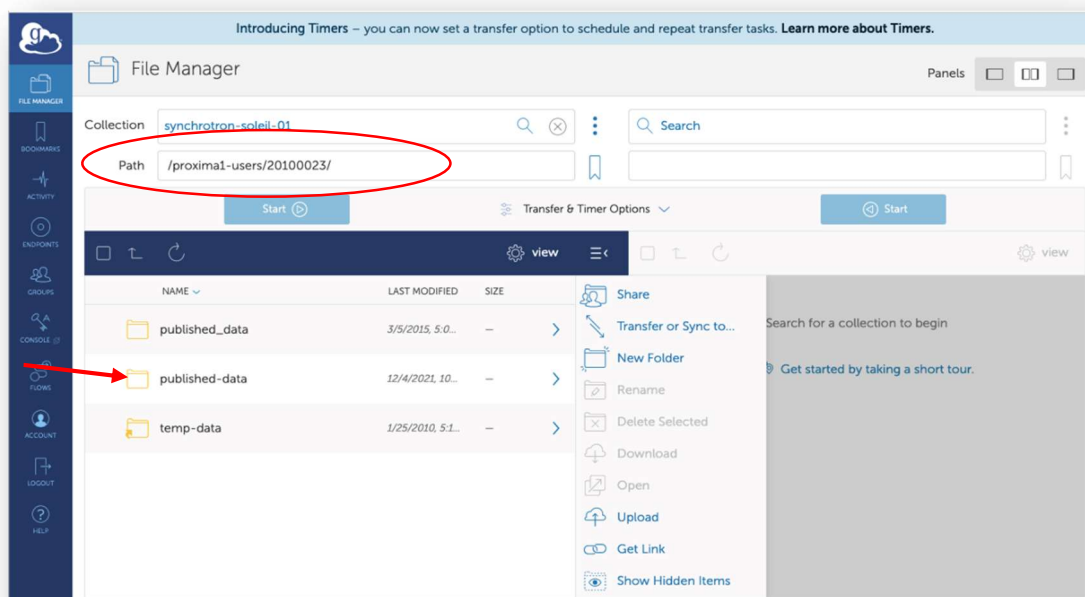 Introducing Timers – you can now set a transfer option to schedule and repeat transfer tasks. Learn more about Timers.
File Manager
Panels
FILE MANAGER
BOOKMARKS
ACTIVITY
ENDPOINTS
GROUPS
CONSOLE
FLOWS
ACCOUNT
LOGOUT
HELP
Collection synchrotron-soleil-01
Search
Path /proxima1-users/20100023/
Start Transfer & Timer Options Start
view view
NAME LAST MODIFIED SIZE
published_data 3/5/2015, 5:0... —
published-data 12/4/2021, 10... —
temp-data 1/25/2010, 5:1... —
Share
Transfer or Sync to...
New Folder
Rename
Delete Selected
Download
Open
Upload
Get Link
Show Hidden Items
Search for a collection to begin
Get started by taking a short tour.